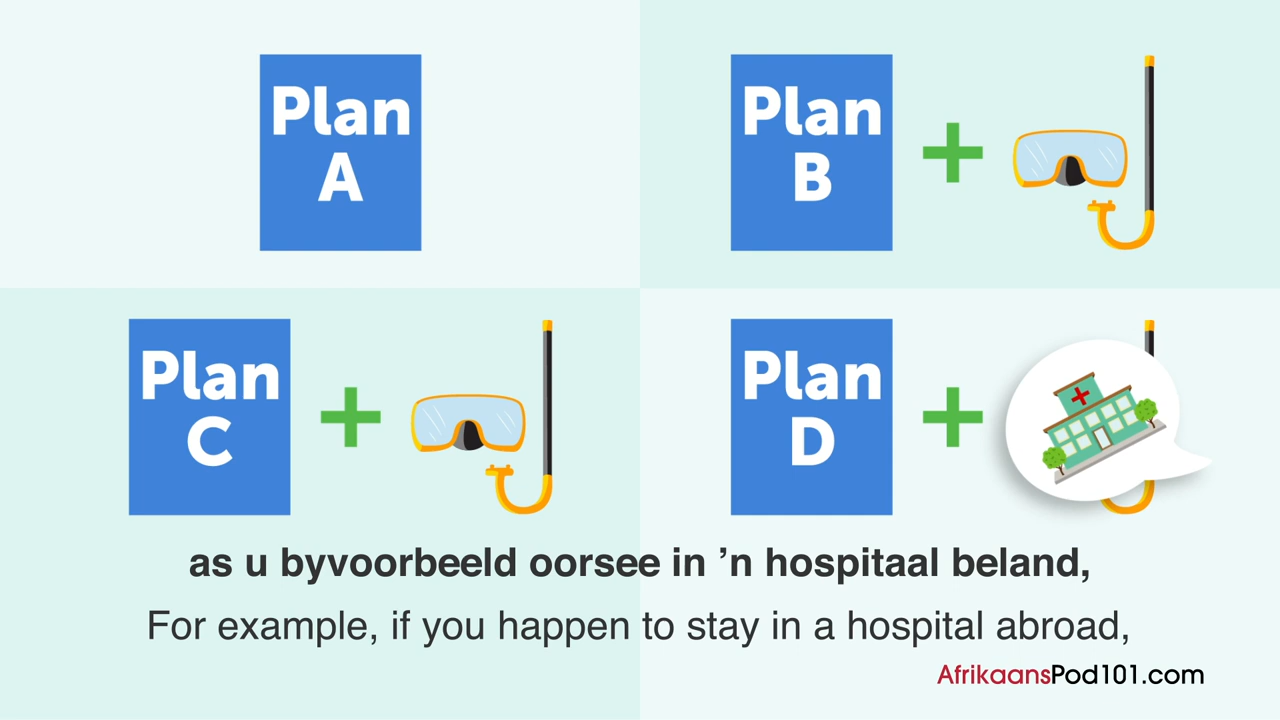 Plan
A
Plan
B
Plan
C
Plan
D
as u byvoorbeeld oorsee in ’n hospitaal beland,
For example, if you happen to stay in a hospital abroad,
AfrikaansPod101.com